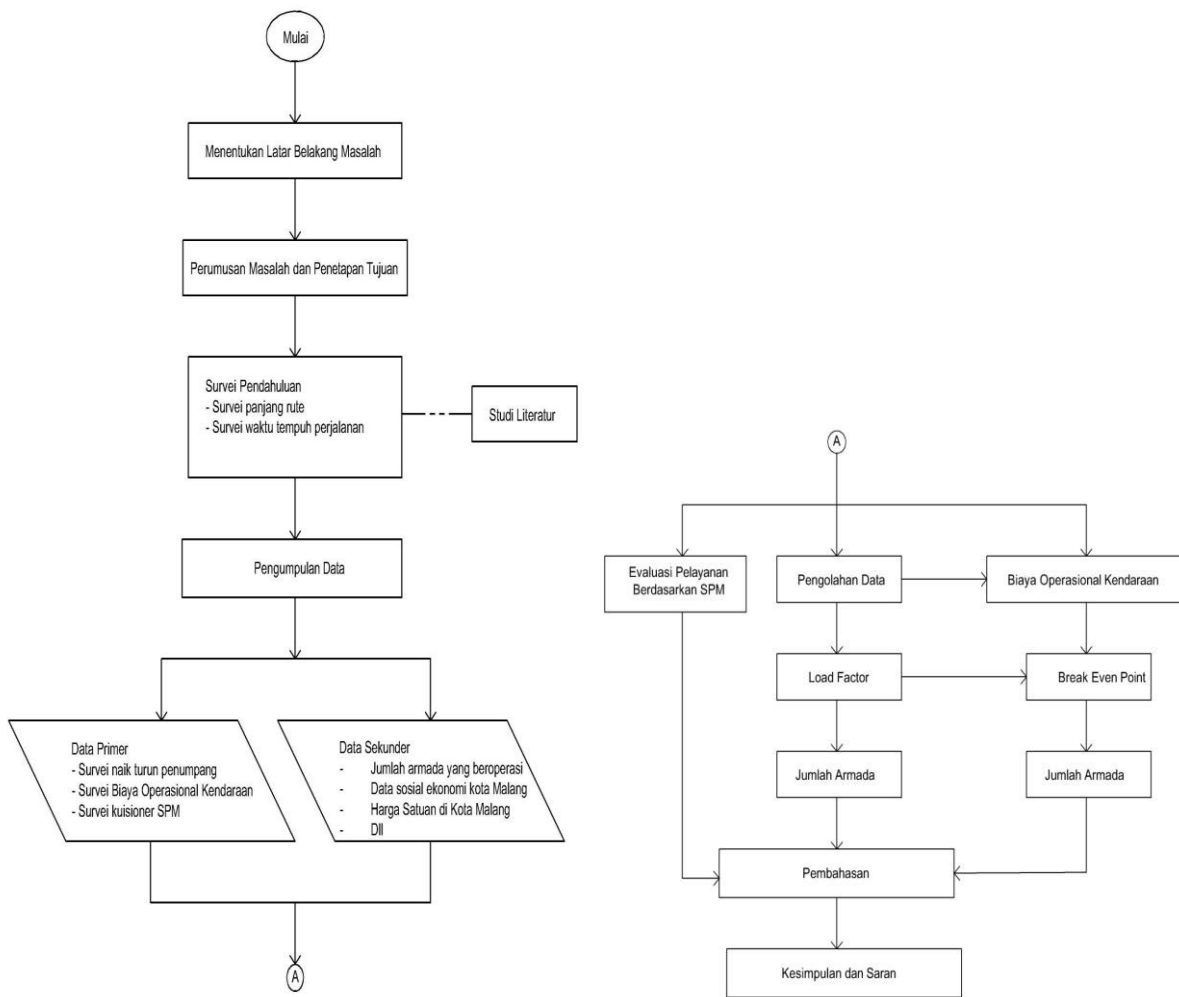 Mulai
Menentukan Latar Belakang Masalah
Perumusan Masalah dan Penetapan Tujuan
Survei Pendahuluan
- Survei panjang rute
- Survei waktu tempuh perjalanan
Studi Literatur
Pengumpulan Data
Data Primer
- Survei naik turun penumpang
- Survei Biaya Operasional Kendaraan
- Survei kuisioner SPM
Data Sekunder
- Jumlah armada yang beroperasi
- Data sosial ekonomi kota Malang
- Harga Satuan di Kota Malang
- Dll
A
A
Evaluasi Pelayanan
Berdasarkan SPM
Pengolahan Data
Biaya Operasional Kendaraan
Load Factor
Break Even Point
Jumlah Armada
Jumlah Armada
Pembahasan
Kesimpulan dan Saran